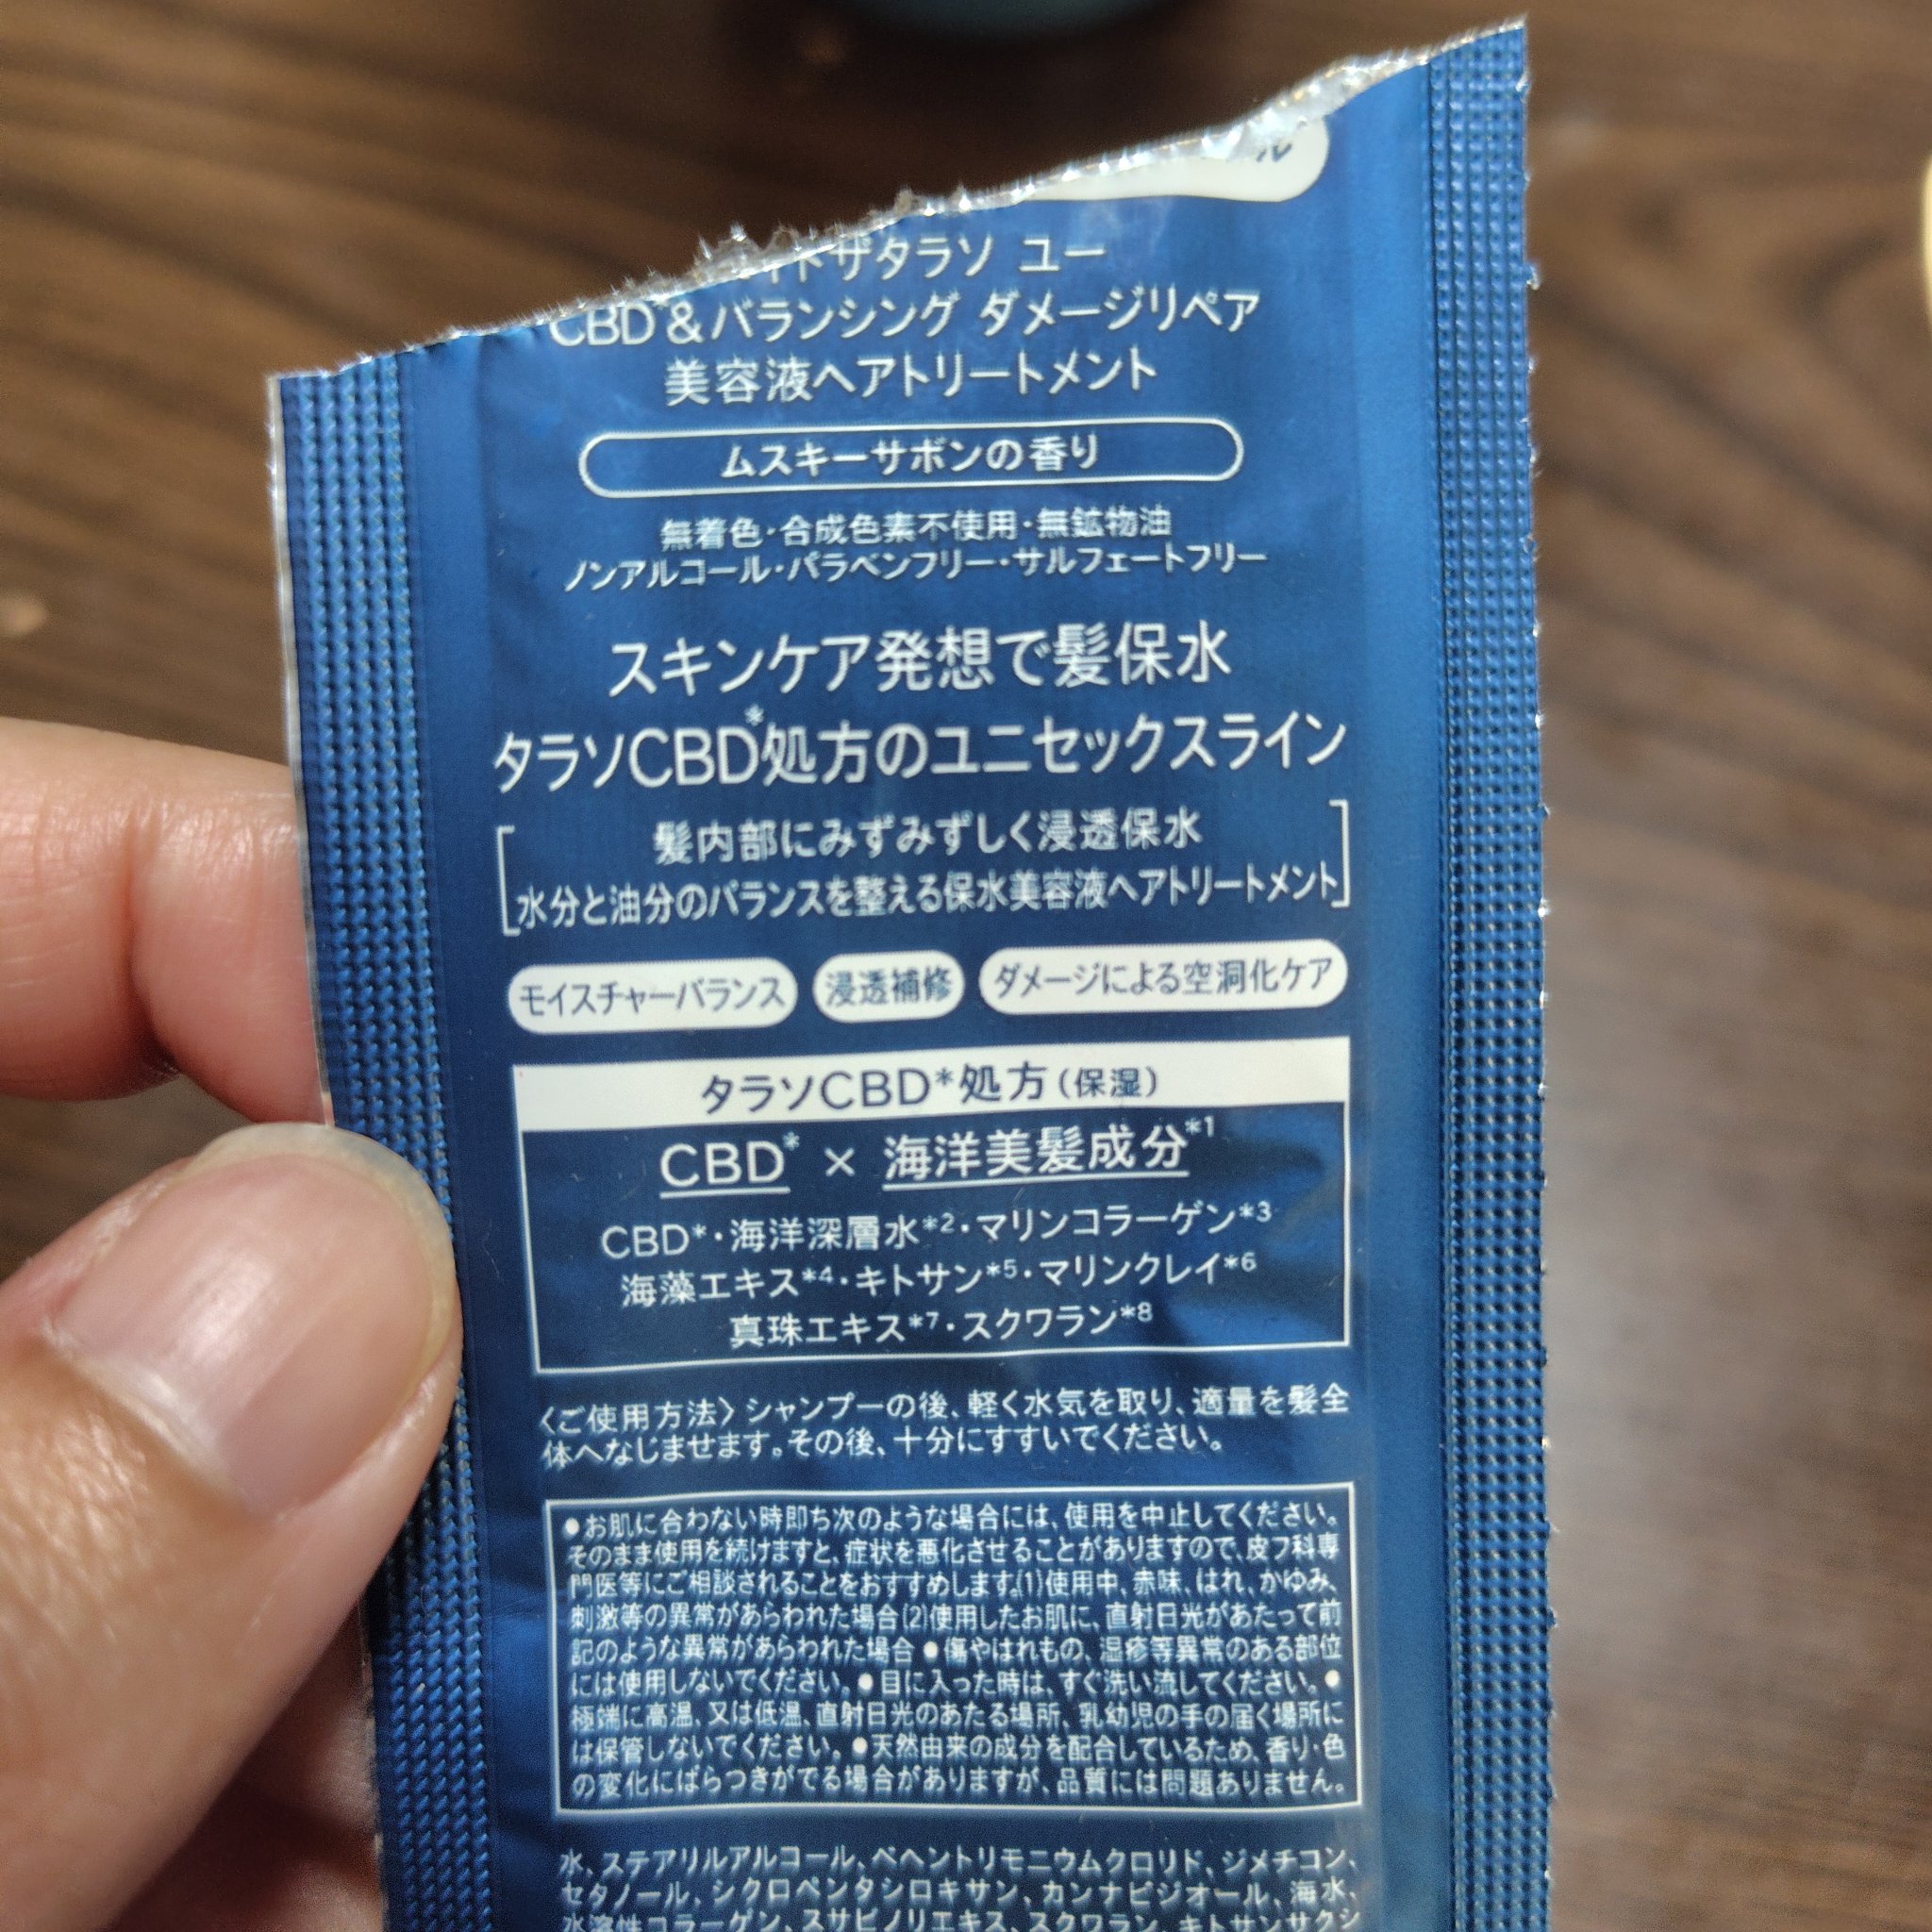 ザタラソ ユー
CBD*&バランシング ダメージリペア
美容液ヘアトリートメント
ムスキーサボンの香り
無着色・合成色素不使用・無鉱物油
ノンアルコール・パラベンフリー・サルフェートフリー
スキンケア発想で髪保水
タラソCBD*処方のユニセックスライン
髪内部にみずみずしく浸透保水
水分と油分のバランスを整える保水美容液ヘアトリートメント
モイスチャーバランス 浸透補修 ダメージによる空洞化ケア
タラソCBD*処方(保湿)
CBD* × 海洋美髪成分*1
CBD*・海洋深層水*2・マリンコラーゲン*3
海藻エキス*4・キトサン*5・マリンクレイ*6
真珠エキス*7・スクワラン*8
〈ご使用方法〉シャンプーの後、軽く水気を取り、適量を髪全
体へなじませます。その後、十分にすすいでください。
●お肌に合わない時即ち次のような場合には、使用を中止してください。
そのまま使用を続けますと、症状を悪化させることがありますので、皮フ科専
門医等にご相談されることをおすすめします。(1)使用中、赤味、はれ、かゆみ、
刺激等の異常があらわれた場合(2)使用したお肌に、直射日光があたって前
記のような異常があらわれた場合●傷やはれもの、湿疹等異常のある部位
には使用しないでください。●目に入った時は、すぐ洗い流してください。●
極端に高温、又は低温、直射日光のあたる場所、乳幼児の手の届く場所に
は保管しないでください。●天然由来の成分を配合しているため、香り・色
の変化にばらつきがでる場合がありますが、品質には問題ありません。
水、ステアリルアルコール、ベヘントリモニウムクロリド、ジメチコン、
セタノール、シクロペンタシロキサン、カンナビジオール、海水、
水溶性コラーゲン、スサビノリエキス、スクワラン、キトサンサクシ